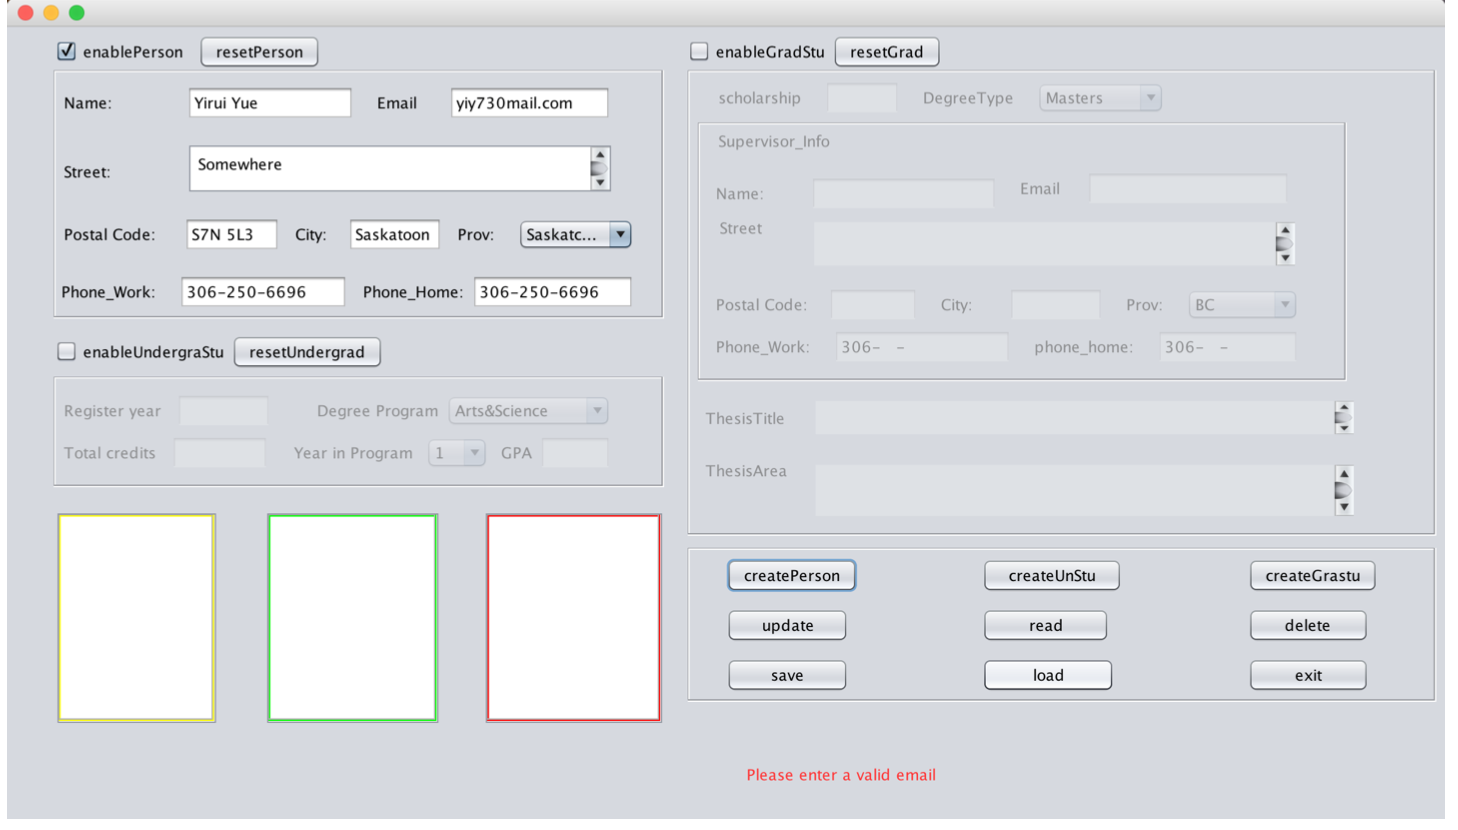 enablePerson resetPerson
Name: Yirui Yue Email yiy730mail.com
Street: Somewhere
Postal Code: S7N 5L3 City: Saskatoon Prov: Saskatc...
Phone_Work: 306-250-6696 Phone_Home: 306-250-6696
enableUndergraStu resetUndergrad
Register year Degree Program Arts&Science
Total credits Year in Program 1 GPA
enableGradStu resetGrad
scholarship DegreeType Masters
Supervisor_Info
Name: Email
Street
Postal Code: City: Prov: BC
Phone_Work: 306- - phone_home: 306- -
ThesisTitle
ThesisArea
createPerson createUnStu createGrastu
update read delete
save load exit
Please enter a valid email